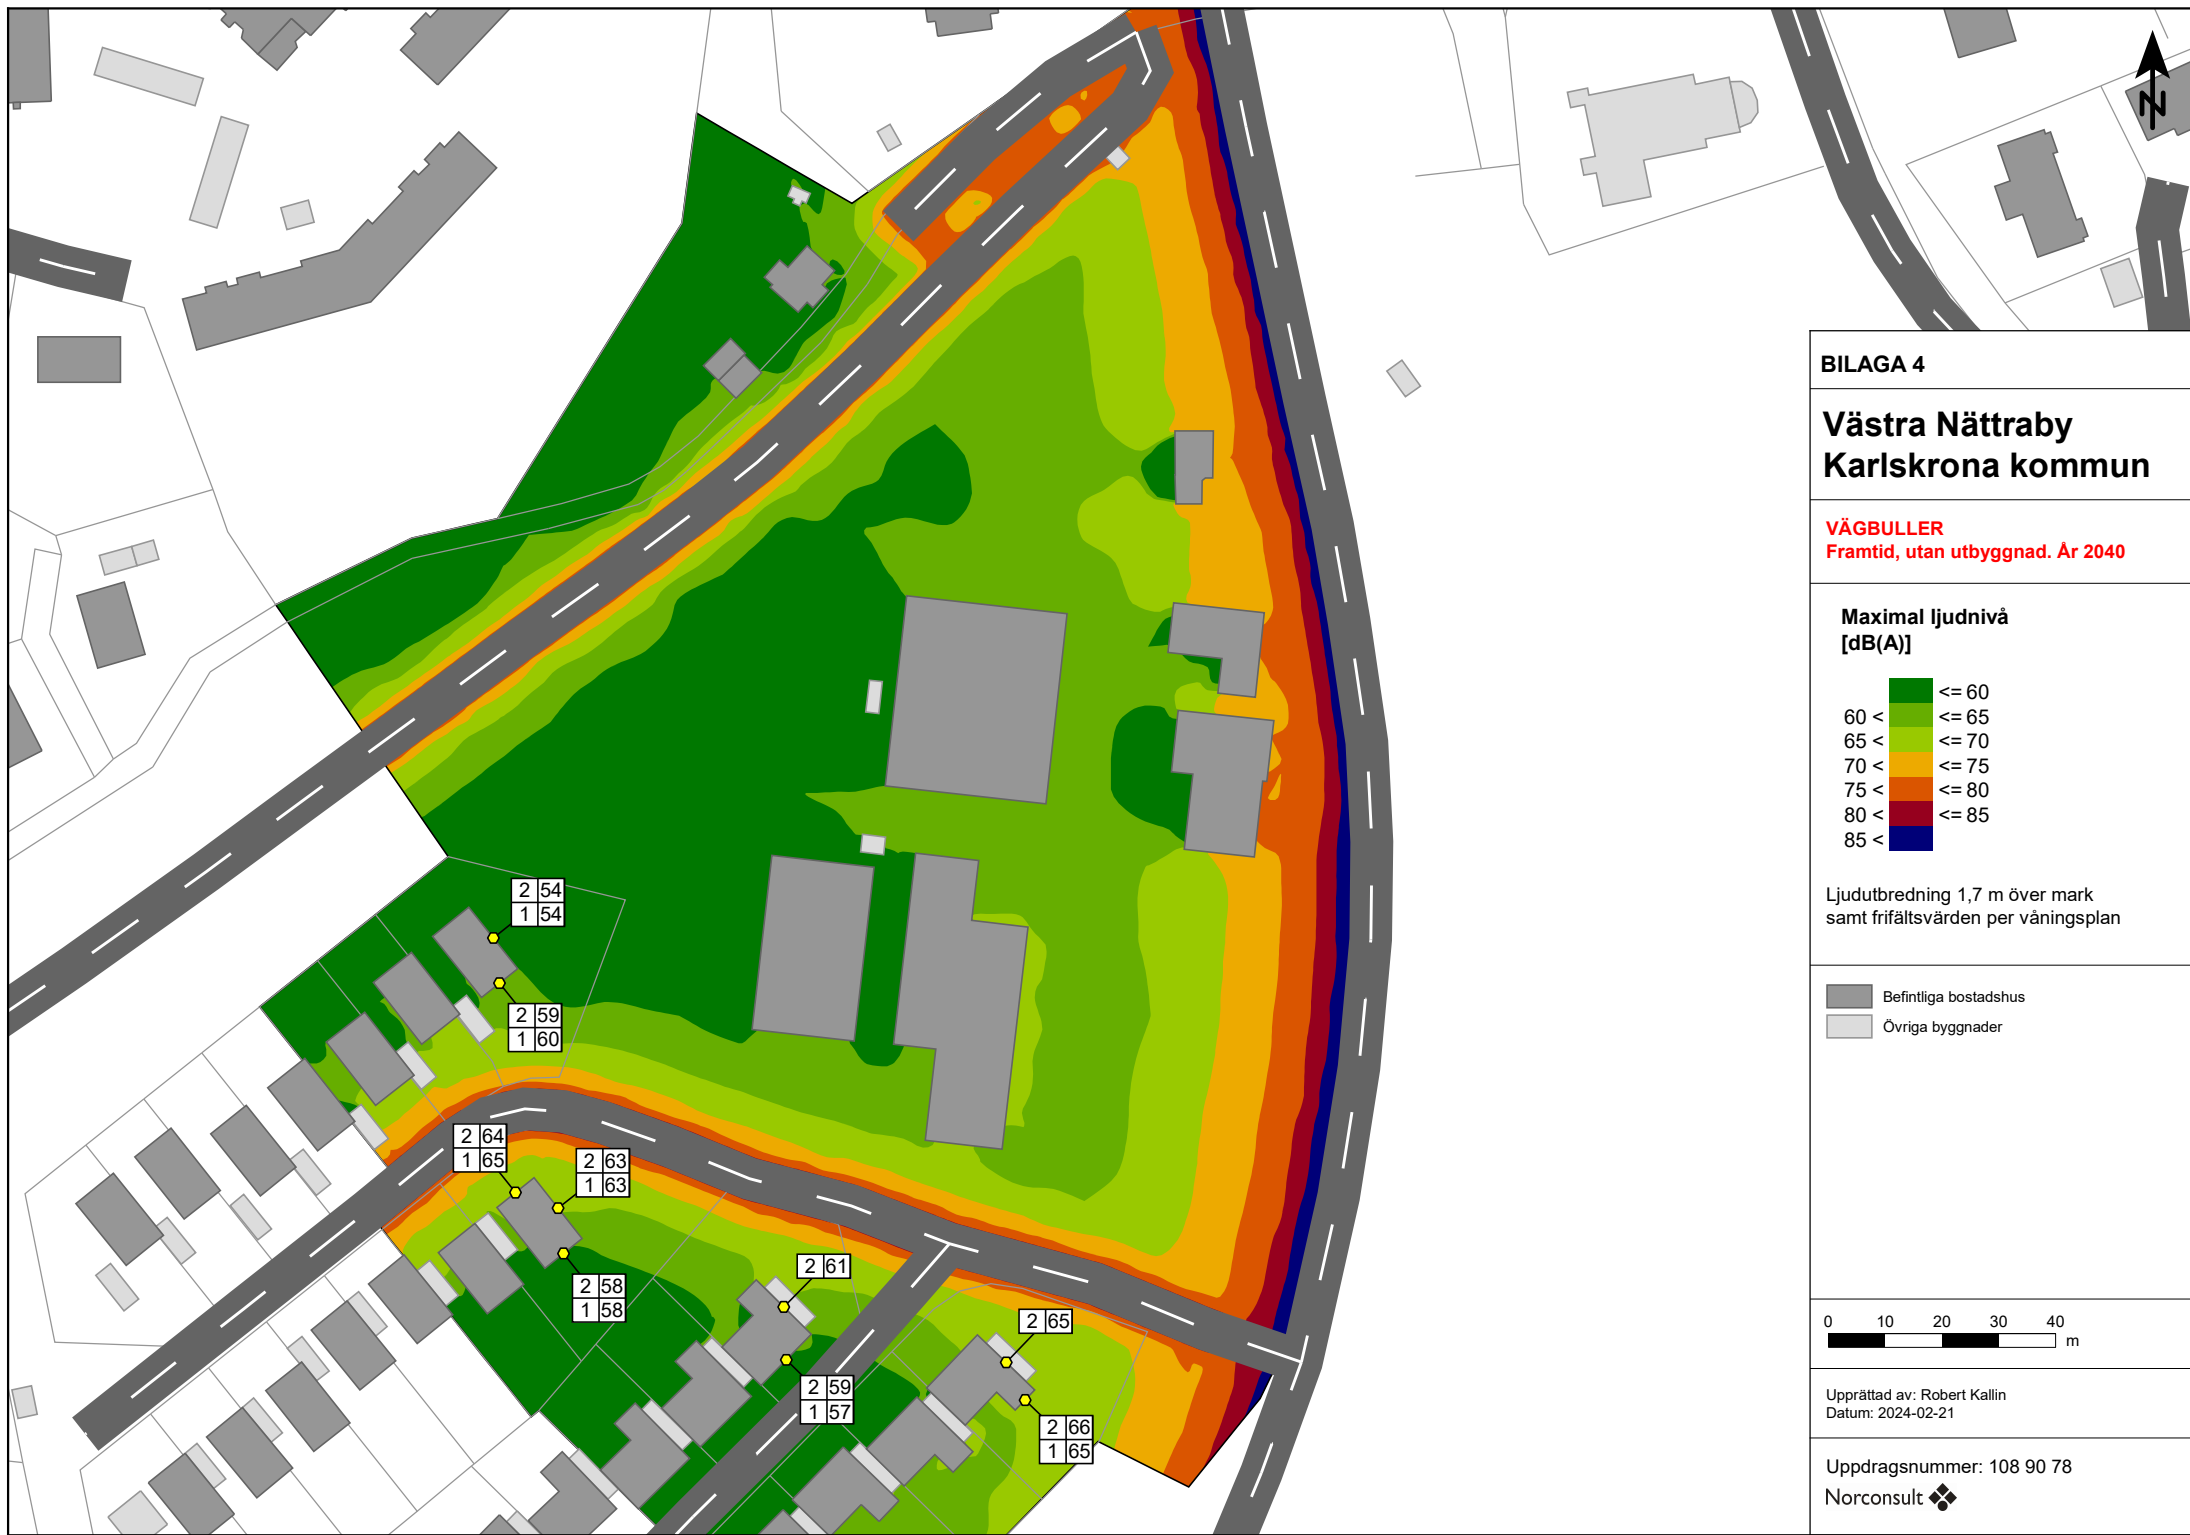 N
BILAGA 4
Västra Nättraby
Karlskrona kommun
VÄGBULLER
Framtid, utan utbyggnad. År 2040
Maximal ljudnivå
[dB(A)]
<= 60
60 < <= 65
65 < <= 70
70 < <= 75
75 < <= 80
80 < <= 85
85 <
Ljudutbredning 1,7 m över mark
samt frifältsvärden per våningsplan
Befintliga bostadshus
Övriga byggnader
0 10 20 30 40
m
Upprättad av: Robert Kallin
Datum: 2024-02-21
Uppdragsnummer: 108 90 78
Norconsult
2 54
1 54
2 59
1 60
2 64
1 65
2 63
1 63
2 58
1 58
2 61
2 59
1 57
2 65
2 66
1 65